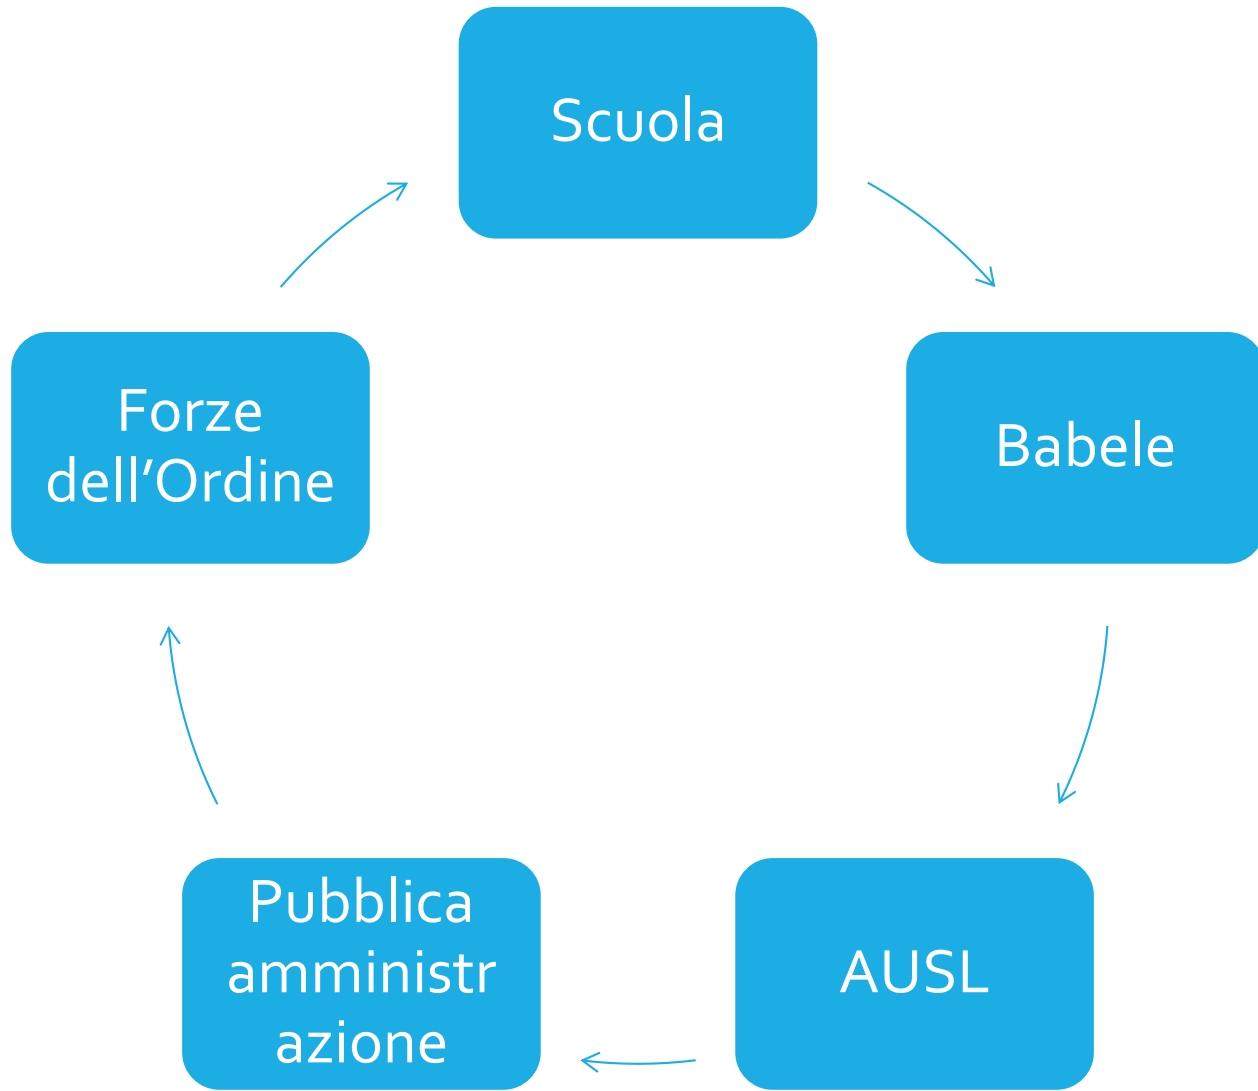 Scuola
Babele
AUSL
Pubblica
amministr
azione
Forze
dell’Ordine